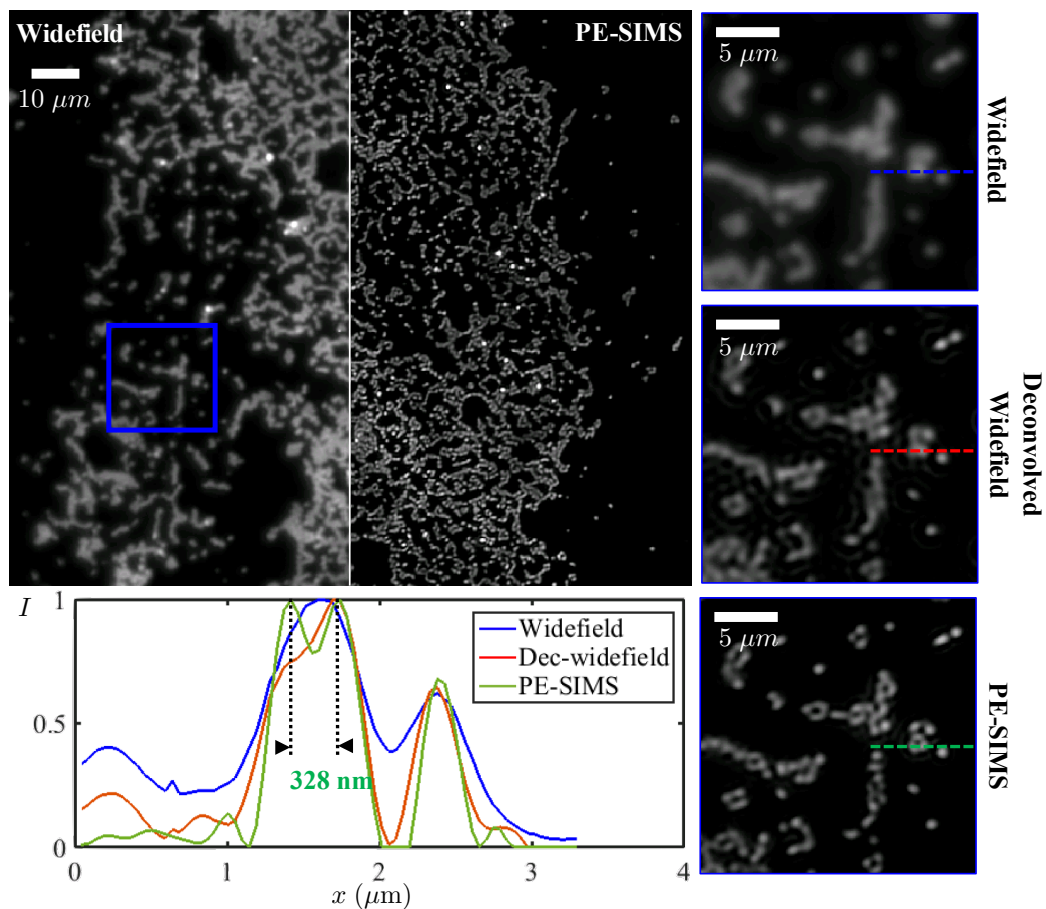 Widefield
PE-SIMS
10 μm
5 μm
Widefield
5 μm
Deconvolved
Widefield
5 μm
PE-SIMS
I
1
0.5
0
Widefield
Dec-widefield
PE-SIMS
328 nm
0
1
2
3
4
x (μm)